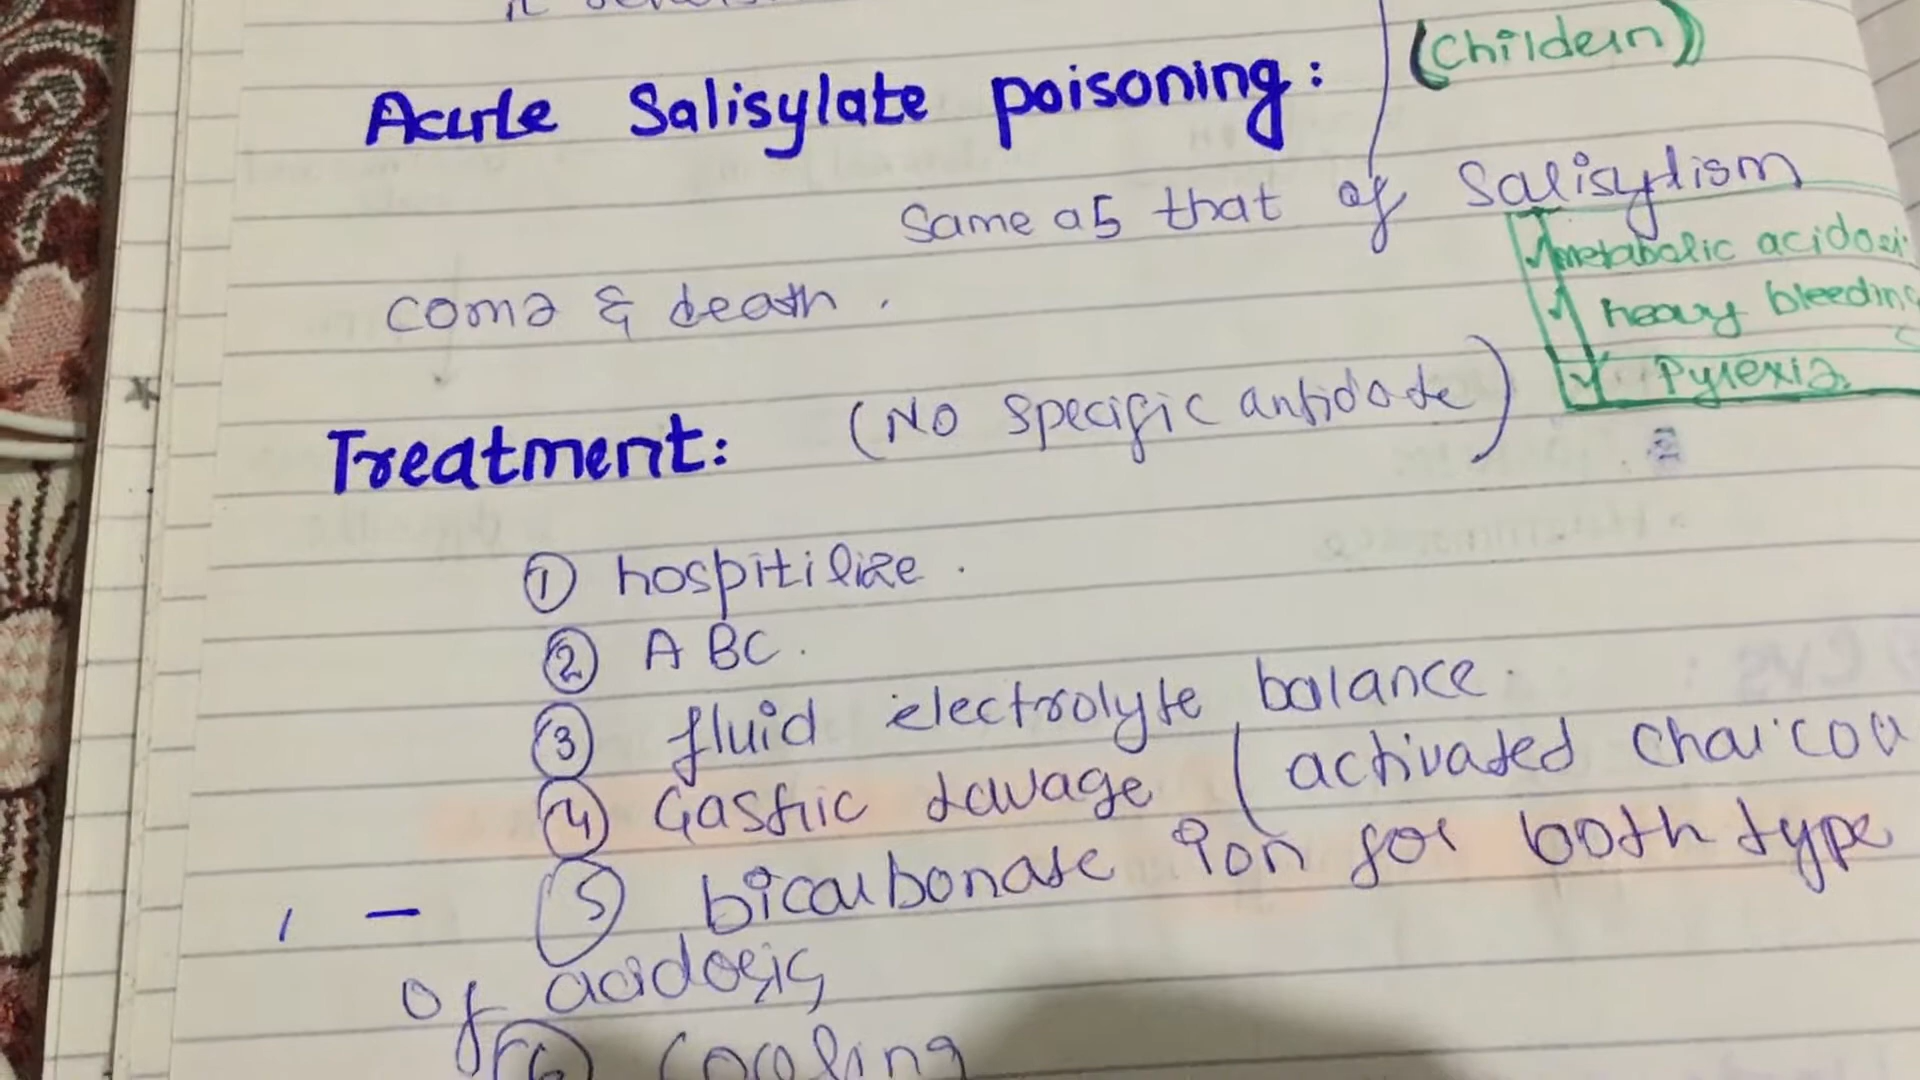 (Childern)
Acute Salisylate poisoning:
Same as that of Salisylism
metabolic acidosi
heavy bleeding
Pyrexia.
coma & death.
Treatment: (No specific antidote)
① hospitilize.
② ABC.
③ fluid electrolyte balance.
④ Gastric lavage (activated Charcoa
⑤ bicarbonate ion for both type
of acidosis
⑥ Cooling